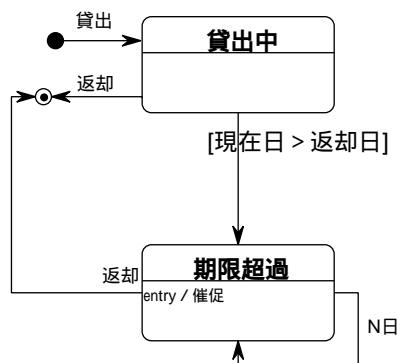 貸出
貸出中
返却
[現在日 > 返却日]
期限超過
返却
entry / 催促
N日